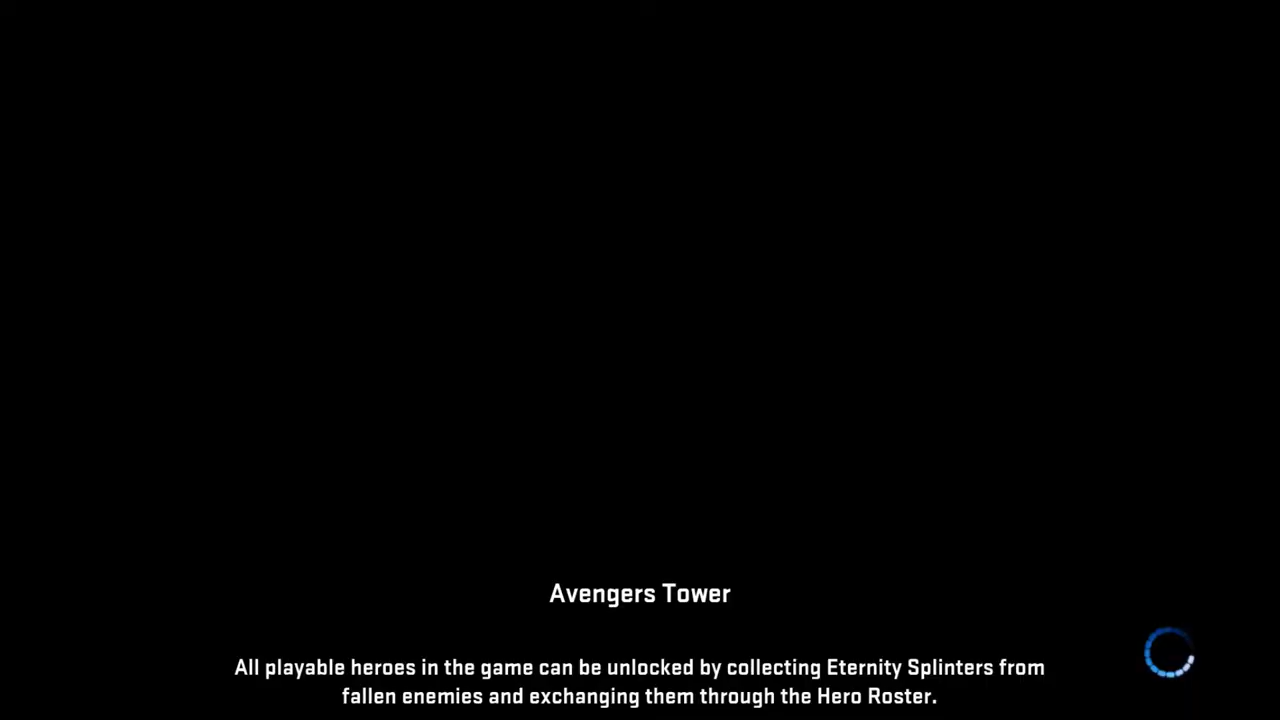 Avengers Tower
All playable heroes in the game can be unlocked by collecting Eternity Splinters from
fallen enemies and exchanging them through the Hero Roster.